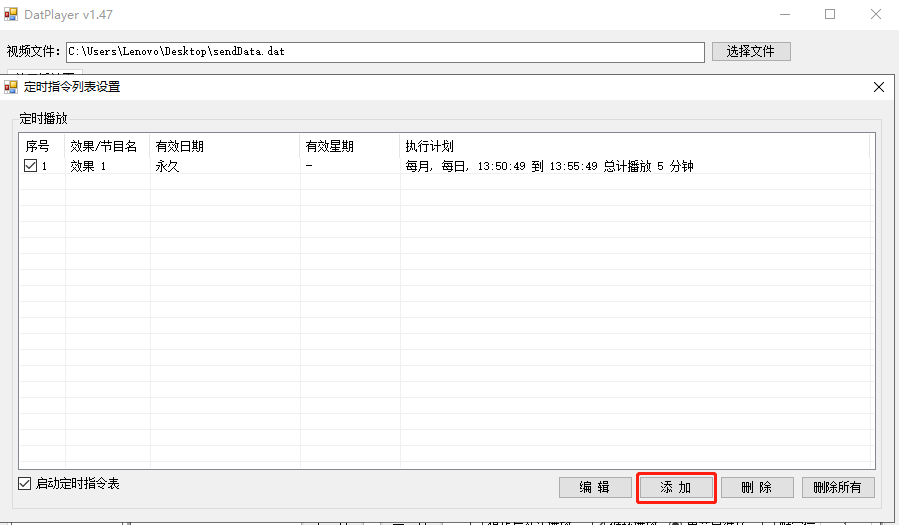 DatPlayer v1.47
视频文件： C:\Users\Lenovo\Desktop\sendData.dat 选择文件
定时指令列表设置
定时播放
序号 效果/节目名 有效日期 有效星期 执行计划
1 效果 1 永久 - 每月, 每日, 13:50:49 到 13:55:49 总计播放 5 分钟
启动定时指令表 编 辑 添 加 删 除 删除所有